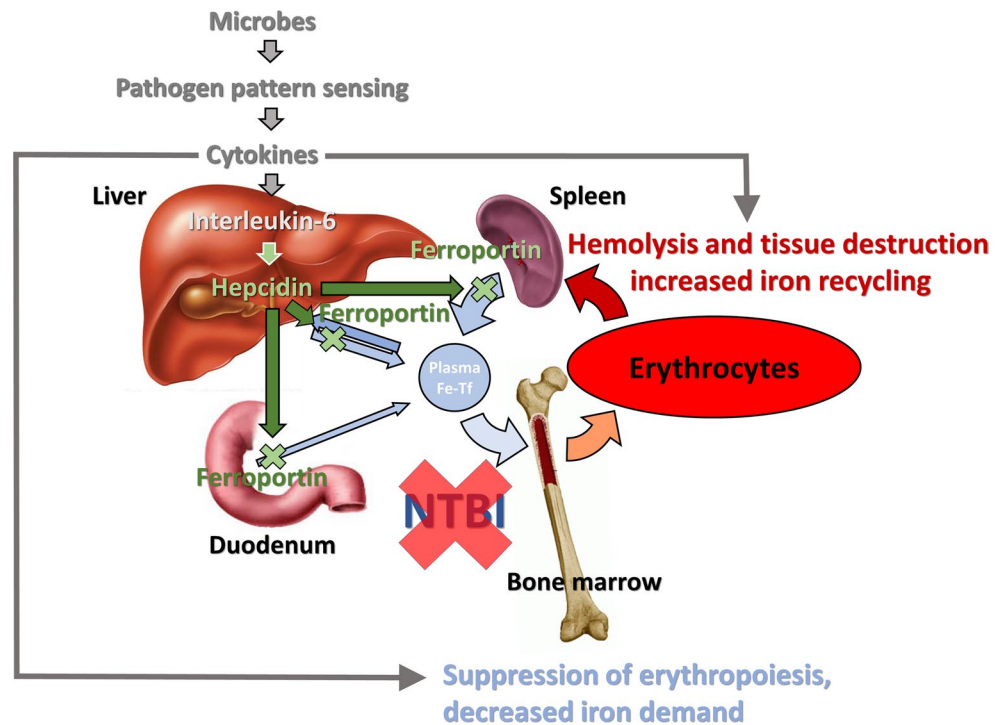 Microbes
Pathogen pattern sensing
Cytokines
Liver
Spleen
Interleukin-6
Ferroportin
Hemolysis and tissue destruction
increased iron recycling
Hepcidin
Ferroportin
Plasma
Fe-Tf
Erythrocytes
Ferroportin
NTBI
Duodenum
Bone marrow
Suppression of erythropoiesis,
decreased iron demand